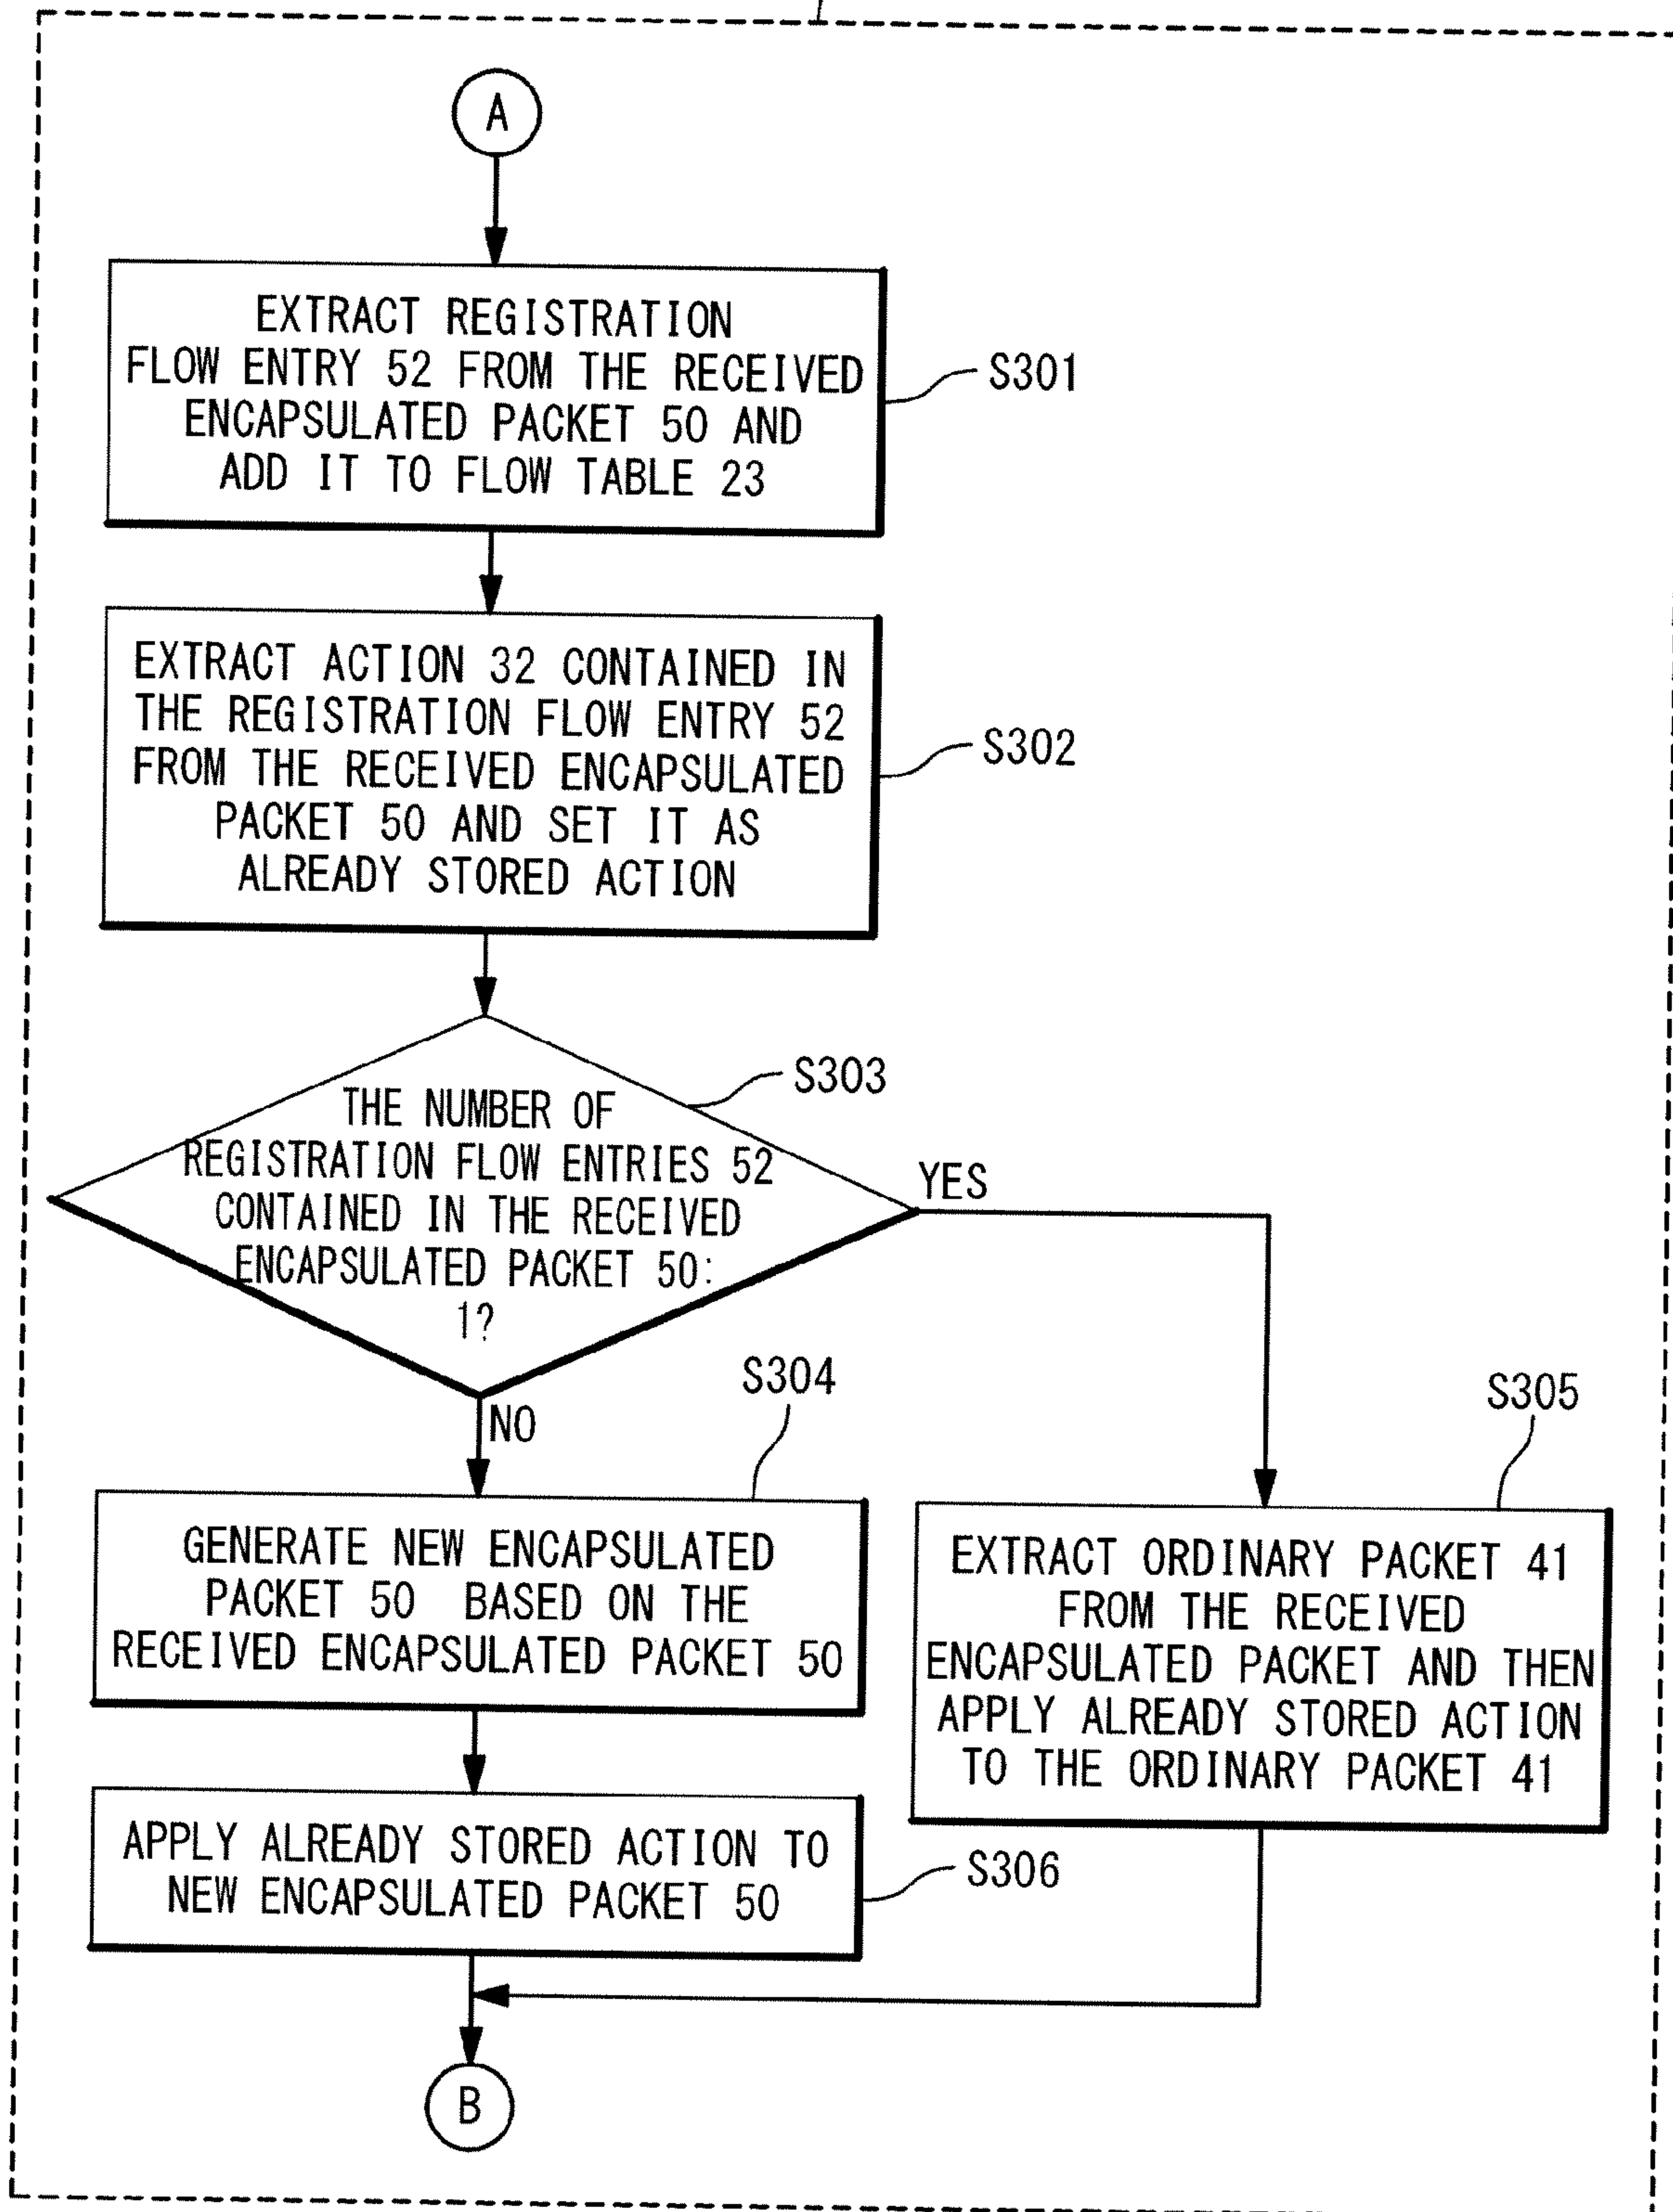 A
EXTRACT REGISTRATION
FLOW ENTRY 52 FROM THE RECEIVED
ENCAPSULATED PACKET 50 AND
ADD IT TO FLOW TABLE 23
S301
EXTRACT ACTION 32 CONTAINED IN
THE REGISTRATION FLOW ENTRY 52
FROM THE RECEIVED ENCAPSULATED
PACKET 50 AND SET IT AS
ALREADY STORED ACTION
S302
THE NUMBER OF
REGISTRATION FLOW ENTRIES 52
CONTAINED IN THE RECEIVED
ENCAPSULATED PACKET 50:
1?
S303
YES
NO
S304
GENERATE NEW ENCAPSULATED
PACKET 50 BASED ON THE
RECEIVED ENCAPSULATED PACKET 50
S305
EXTRACT ORDINARY PACKET 41
FROM THE RECEIVED
ENCAPSULATED PACKET AND THEN
APPLY ALREADY STORED ACTION
TO THE ORDINARY PACKET 41
APPLY ALREADY STORED ACTION TO
NEW ENCAPSULATED PACKET 50
S306
B